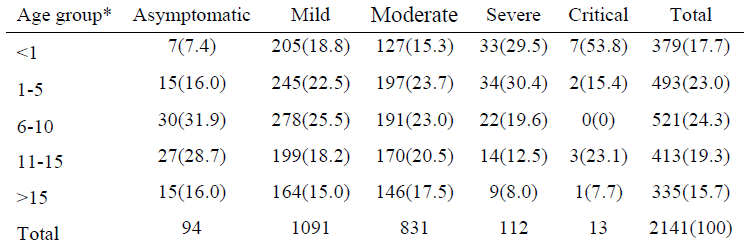 Age group* Asymptomatic Mild Moderate Severe Critical Total
<1 7(7.4) 205(18.8) 127(15.3) 33(29.5) 7(53.8) 379(17.7)
1-5 15(16.0) 245(22.5) 197(23.7) 34(30.4) 2(15.4) 493(23.0)
6-10 30(31.9) 278(25.5) 191(23.0) 22(19.6) 0(0) 521(24.3)
11-15 27(28.7) 199(18.2) 170(20.5) 14(12.5) 3(23.1) 413(19.3)
>15 15(16.0) 164(15.0) 146(17.5) 9(8.0) 1(7.7) 335(15.7)
Total 94 1091 831 112 13 2141(100)